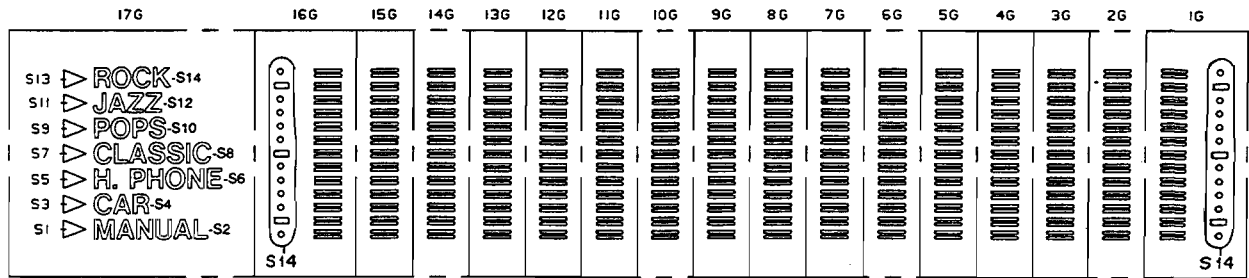 17G 16G 15G 14G 13G 12G 11G 10G 9G 8G 7G 6G 5G 4G 3G 2G 1G
S13 ROCK-S14
S11 JAZZ-S12
S9 POPS-S10
S7 CLASSIC-S8
S5 H. PHONE-S6
S3 CAR-S4
S1 MANUAL-S2
S14 S14